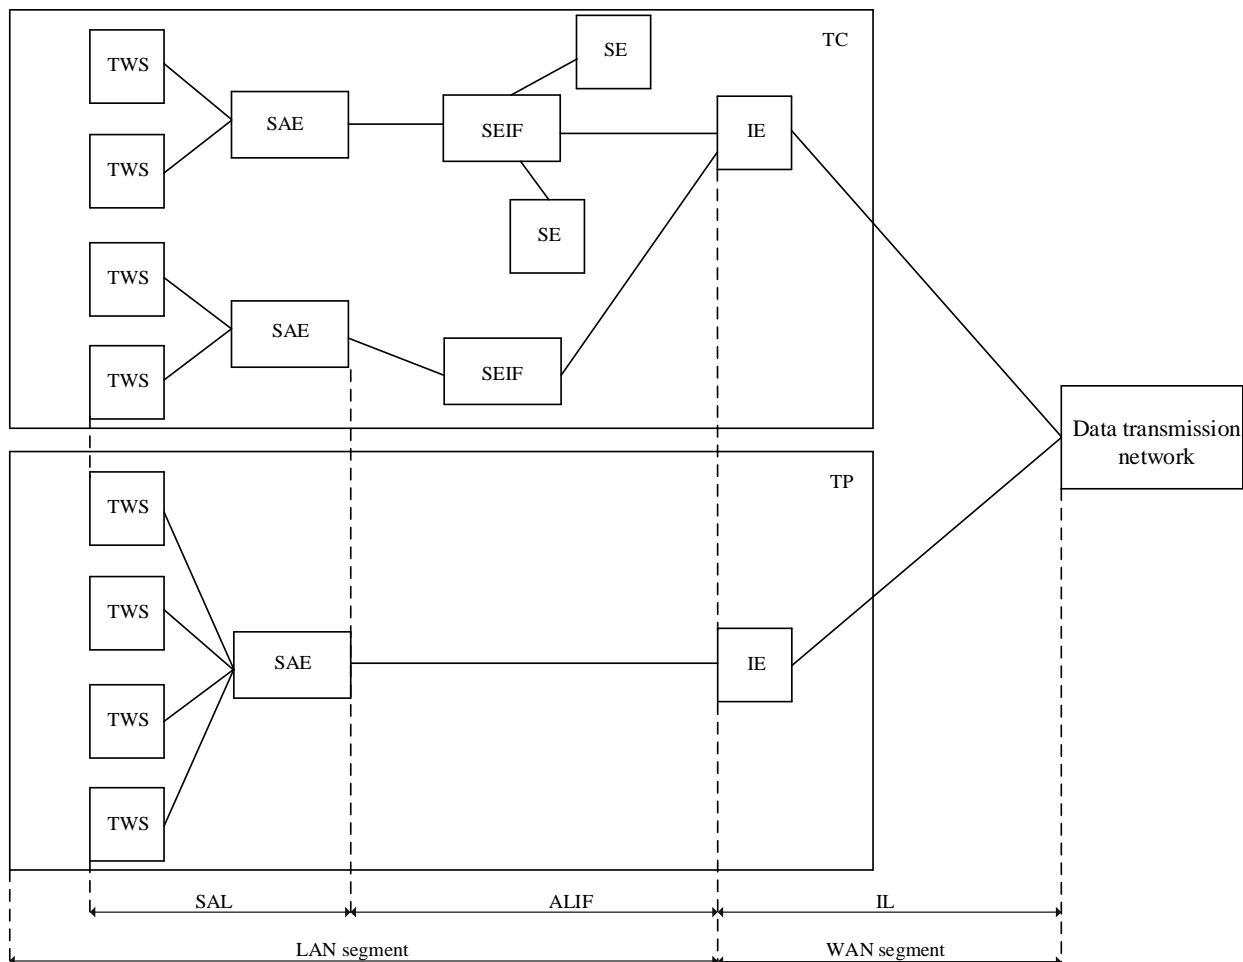 TC
TWS
SE
SAE
SEIF
IE
TWS
SE
TWS
SAE
TWS
SEIF
Data transmission
network
TP
TWS
TWS
SAE
IE
TWS
TWS
SAL
ALIF
IL
LAN segment
WAN segment